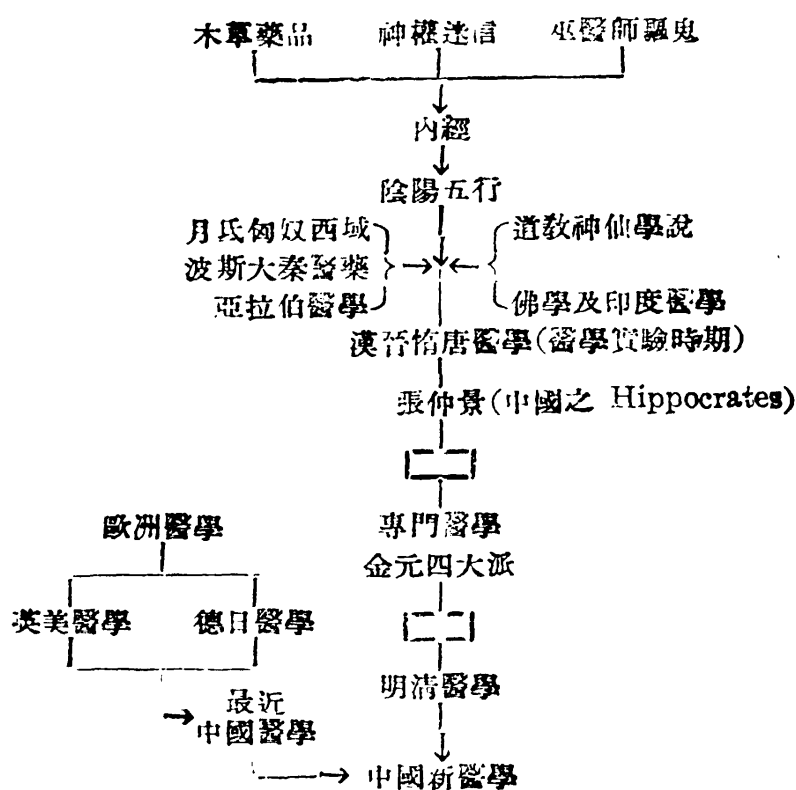 木草藥品 神權迷信 巫醫師驅鬼
內經
陰陽五行
月氏匈奴西域
波斯大秦醫藥
亞拉伯醫學
道敎神仙學說
佛學及印度醫學
漢晉惰唐醫學(醫學實驗時期)
張仲景(中國之 Hippocrates)
專門醫學
金元四大派
歐洲醫學
英美醫學 德日醫學
明清醫學
最近
中國醫學
中國新醫學